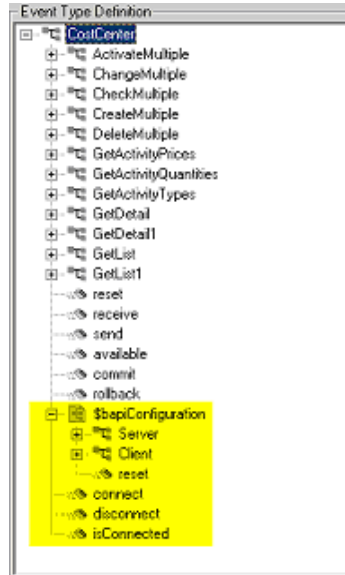 Event Type Definition
CostCenter
ActivateMultiple
ChangeMultiple
CheckMultiple
CreateMultiple
DeleteMultiple
GetActivityPrices
GetActivityQuantities
GetActivityTypes
GetDetail
GetDetail1
GetList
GetList1
reset
receive
send
available
commit
rollback
$bapiConfiguration
Server
Client
reset
connect
disconnect
isConnected